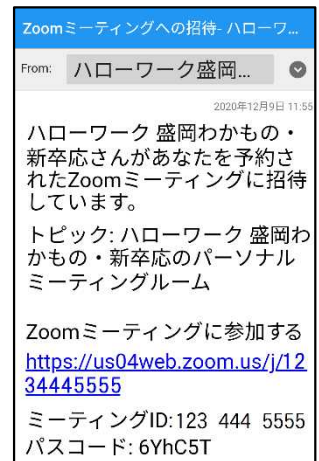 Zoomミーティングへの招待- ハローワ...
From: ハローワーク盛岡...
2020年12月9日 11:55
ハローワーク 盛岡わかもの・
新卒応さんがあなたを予約さ
れたZoomミーティングに招待
しています。
トピック: ハローワーク 盛岡わ
かもの・新卒応のパーソナル
ミーティングルーム
Zoomミーティングに参加する
https://us04web.zoom.us/j/12
34445555
ミーティングID:123 444 5555
パスコード: 6YhC5T